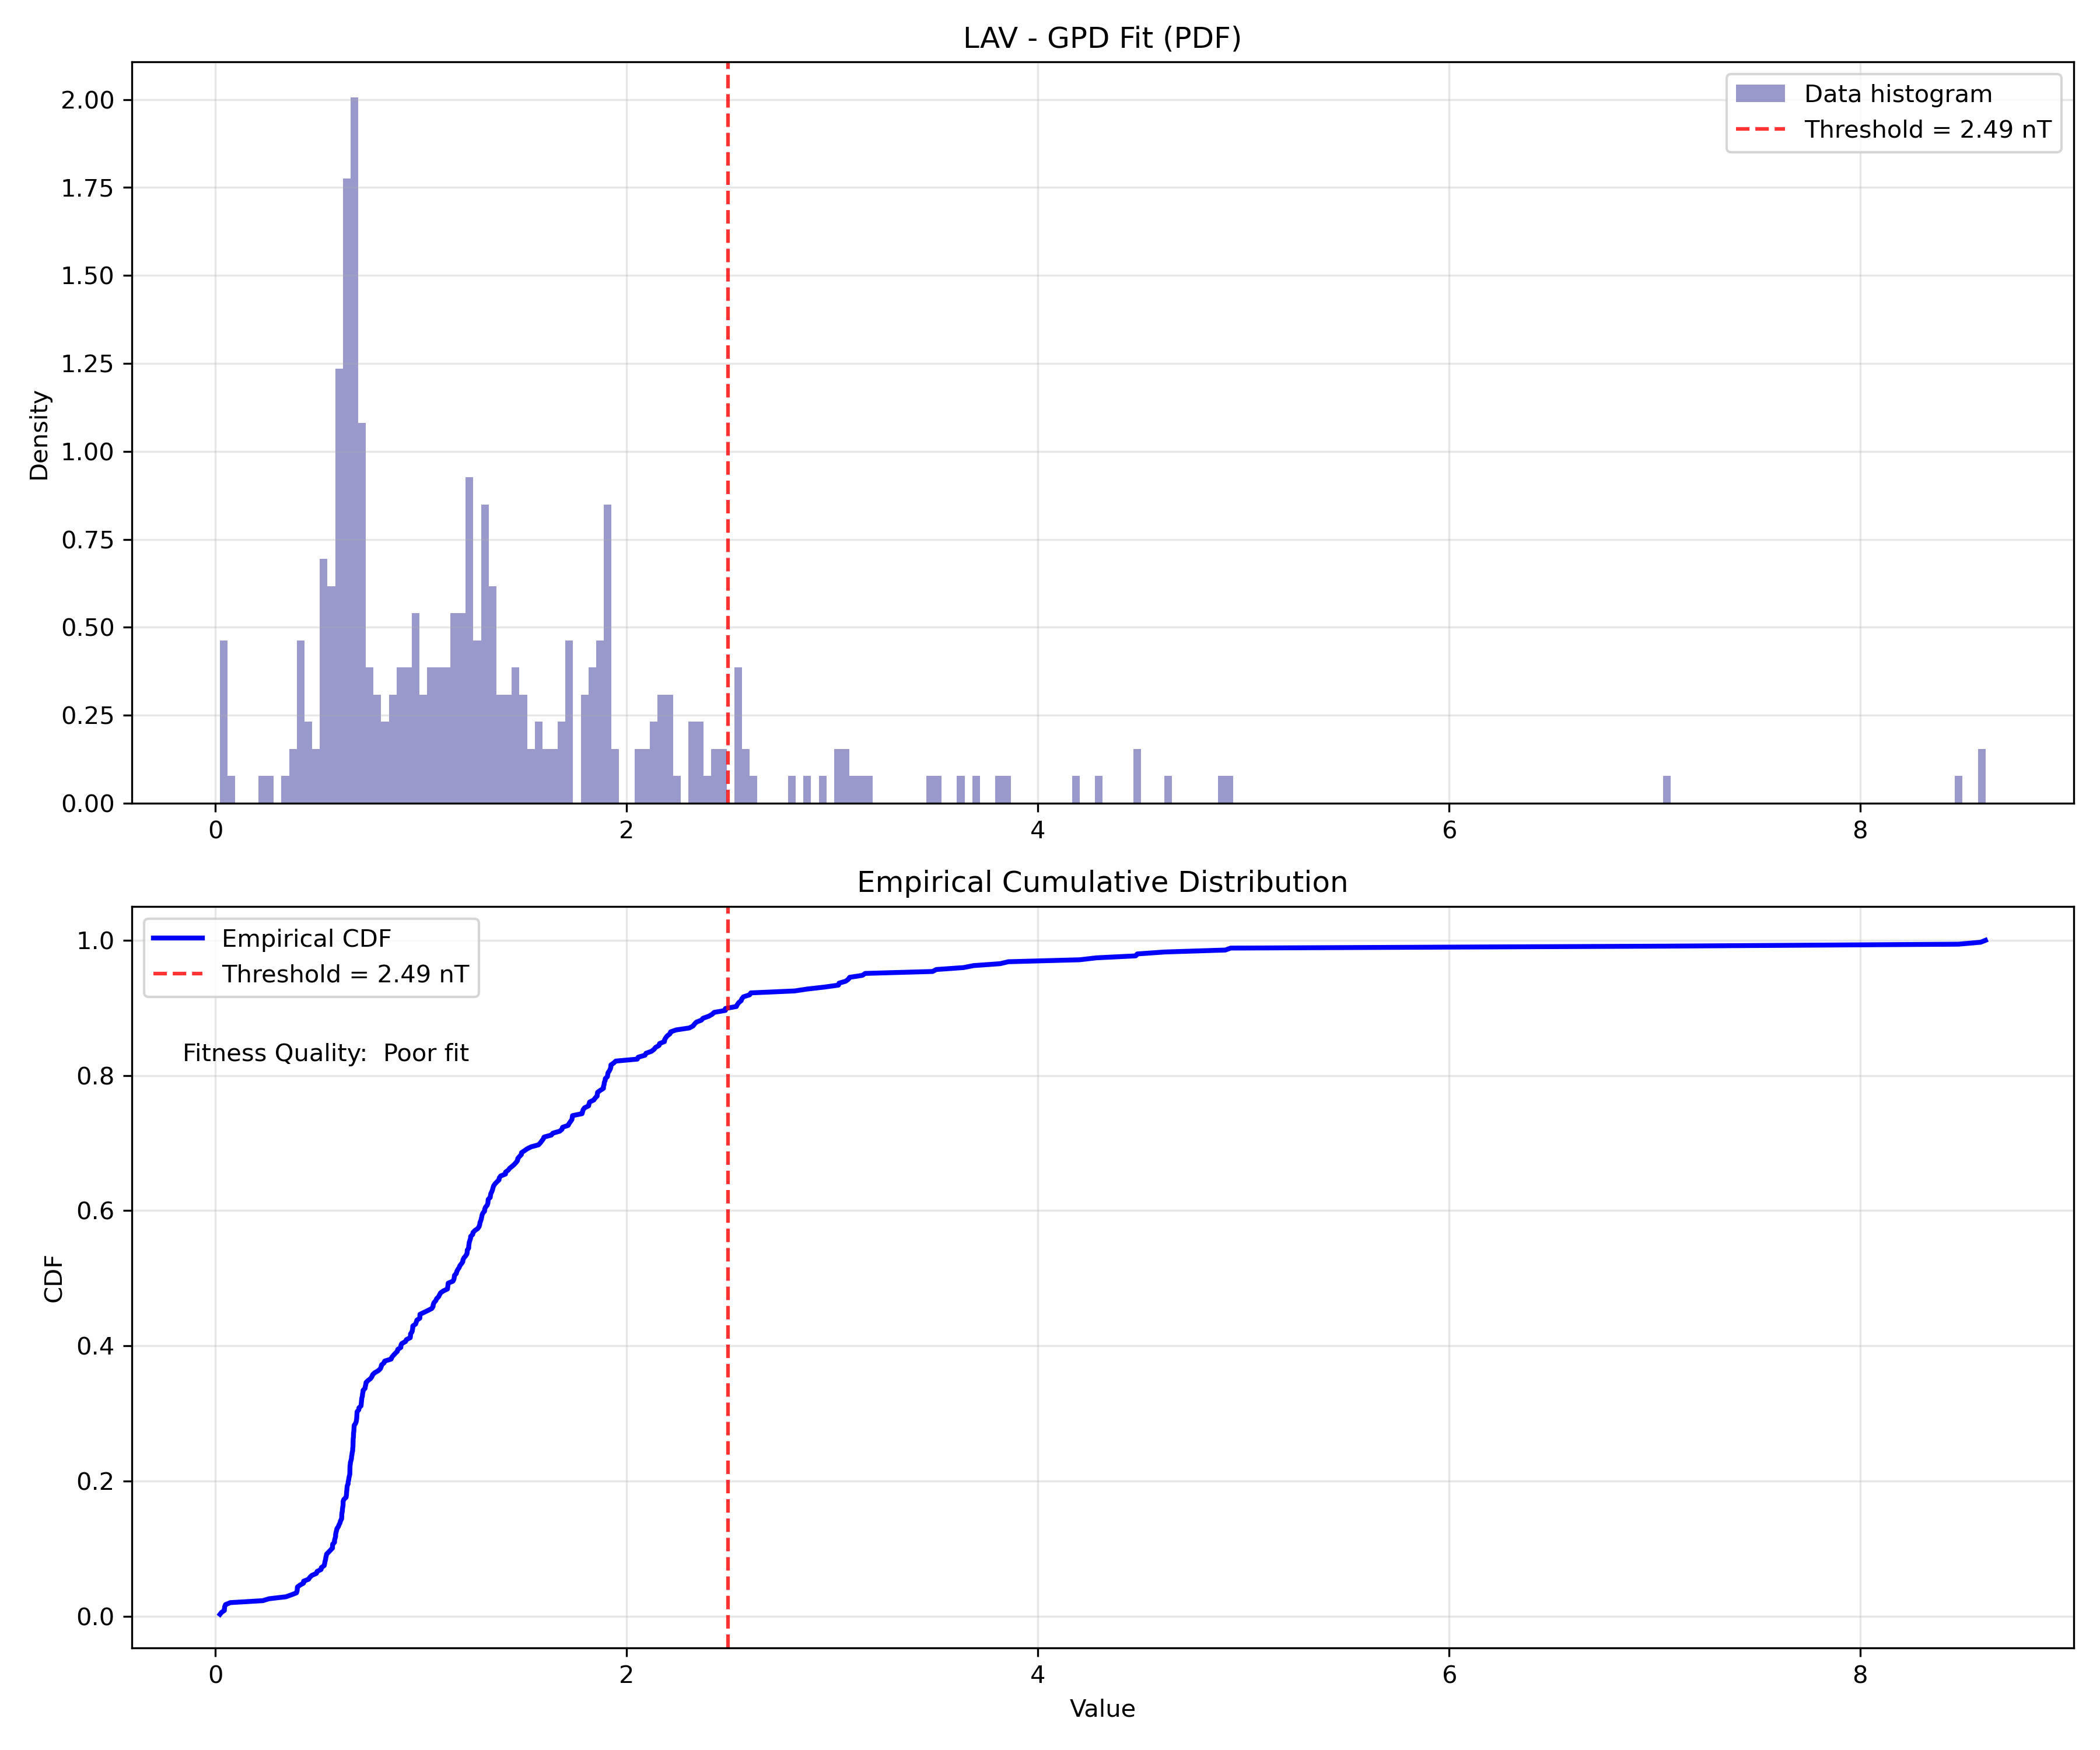 LAV - GPD Fit (PDF)
Data histogram
Threshold = 2.49 nT
Density
2.00
1.75
1.50
1.25
1.00
0.75
0.50
0.25
0.00
0 2 4 6 8
Empirical Cumulative Distribution
Empirical CDF
Threshold = 2.49 nT
Fitness Quality:  Poor fit
CDF
1.0
0.8
0.6
0.4
0.2
0.0
0 2 4 6 8
Value